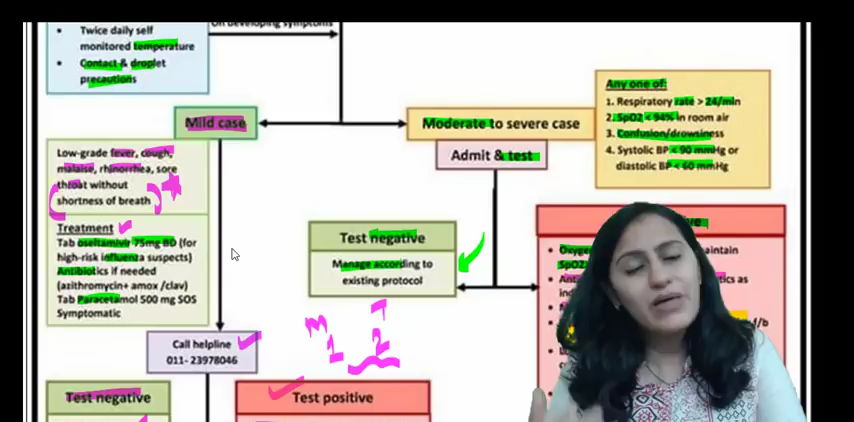 on developing symptoms
• Twice daily self
monitored temperature
• Contact & droplet
precautions
Mild case
Low-grade fever, cough,
malaise, rhinorrhea, sore
throat without
shortness of breath
Treatment
Tab oseltamivir 75mg BD (for
high-risk influenza suspects)
Antibiotics if needed
(azithromycin+ amox /clav)
Tab Paracetamol 500 mg SOS
Symptomatic
Call helpline
011- 23978046
Test negative
Test positive
Moderate to severe case
Admit & test
Any one of:
1. Respiratory rate > 24/min
2. SpO2 < 94% in room air
3. Confusion/drowsiness
4. Systolic BP < 90 mmHg or
diastolic BP < 60 mmHg
Test negative
Manage according to
existing protocol
SpO2